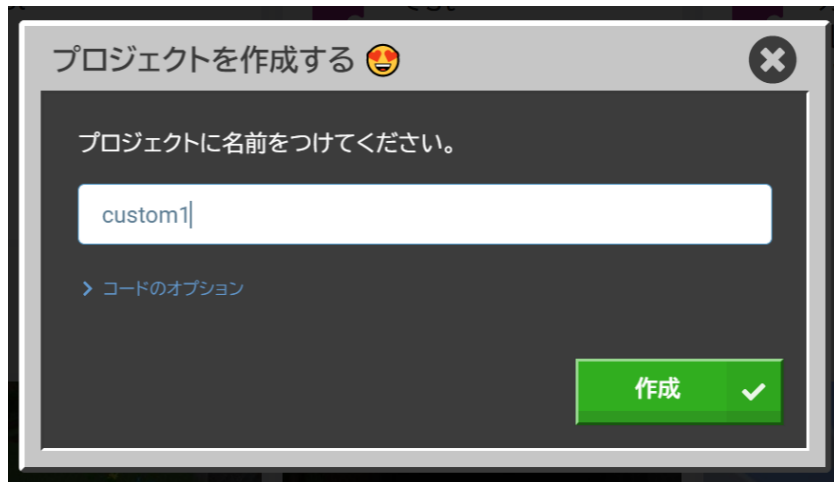 プロジェクトを作成する 😍
プロジェクトに名前をつけてください。
custom1
コードのオプション
作成